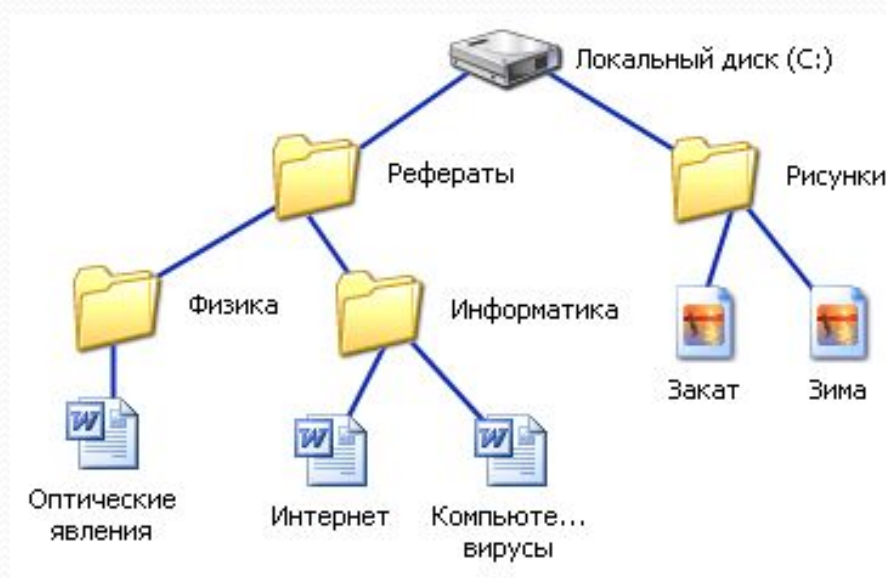 Локальный диск (C:)
Рефераты
Рисунки
Физика
Информатика
Закат
Зима
Оптические
явления
Интернет
Компьюте...
вирусы